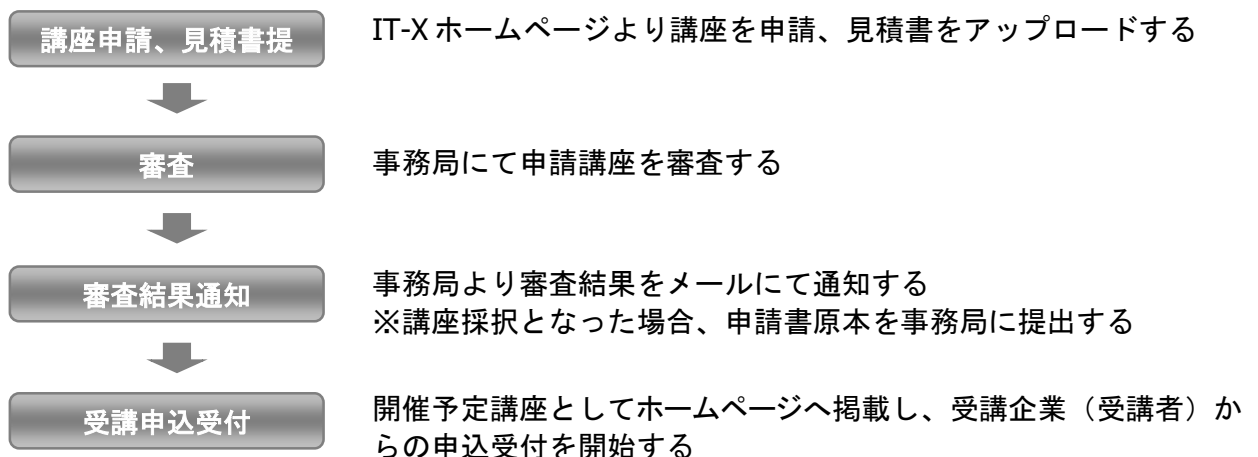 講座申請、見積書提
IT-X ホームページより講座を申請、見積書をアップロードする
審査
事務局にて申請講座を審査する
審査結果通知
事務局より審査結果をメールにて通知する
※講座採択となった場合、申請書原本を事務局に提出する
受講申込受付
開催予定講座としてホームページへ掲載し、受講企業（受講者）か
らの申込受付を開始する